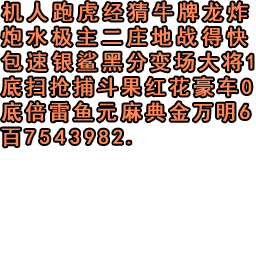 机人跑虎经猜牛牌龙炸
炮水极主二庄地战得快
包速银鲨黑分变场大将1
底扫抢捕斗果红花豪车0
底倍雷鱼元麻典金万明6
百7543982.